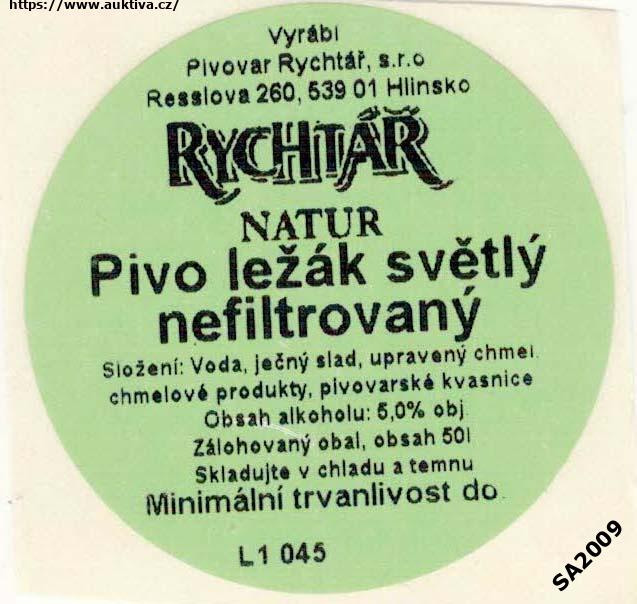 https://www.auktiva.cz/
Vyrábí
Pivovar Rychtář, s.r.o
Resslova 260, 539 01 Hlinsko
RYCHTÁŘ
NATUR
Pivo ležák světlý
nefiltrovaný
Složení: Voda, ječný slad, upravený chmel.
chmelové produkty, pivovarské kvasnice
Obsah alkoholu: 5,0% obj
Zálohovaný obal, obsah 50l
Skladujte v chladu a temnu
Minimální trvanlivost do
L1 045
SA2009